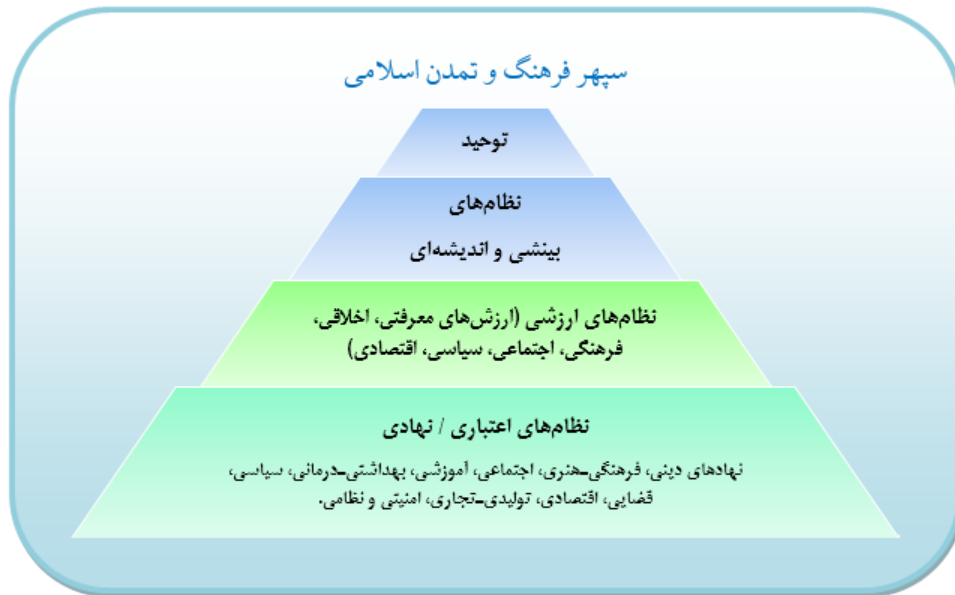 سپهر فرهنگ و تمدن اسلامی
توحید
نظام‌های
بینشی و اندیشه‌ای
نظام‌های ارزشی (ارزش‌های معرفتی، اخلاقی،
فرهنگی، اجتماعی، سیاسی، اقتصادی)
نظام‌های اعتباری / نهادی
نهادهای دینی، فرهنگی‌ـ‌هنری، اجتماعی، آموزشی، بهداشتی‌ـ‌درمانی، سیاسی،
قضایی، اقتصادی، تولیدی‌ـ‌تجاری، امنیتی و نظامی.